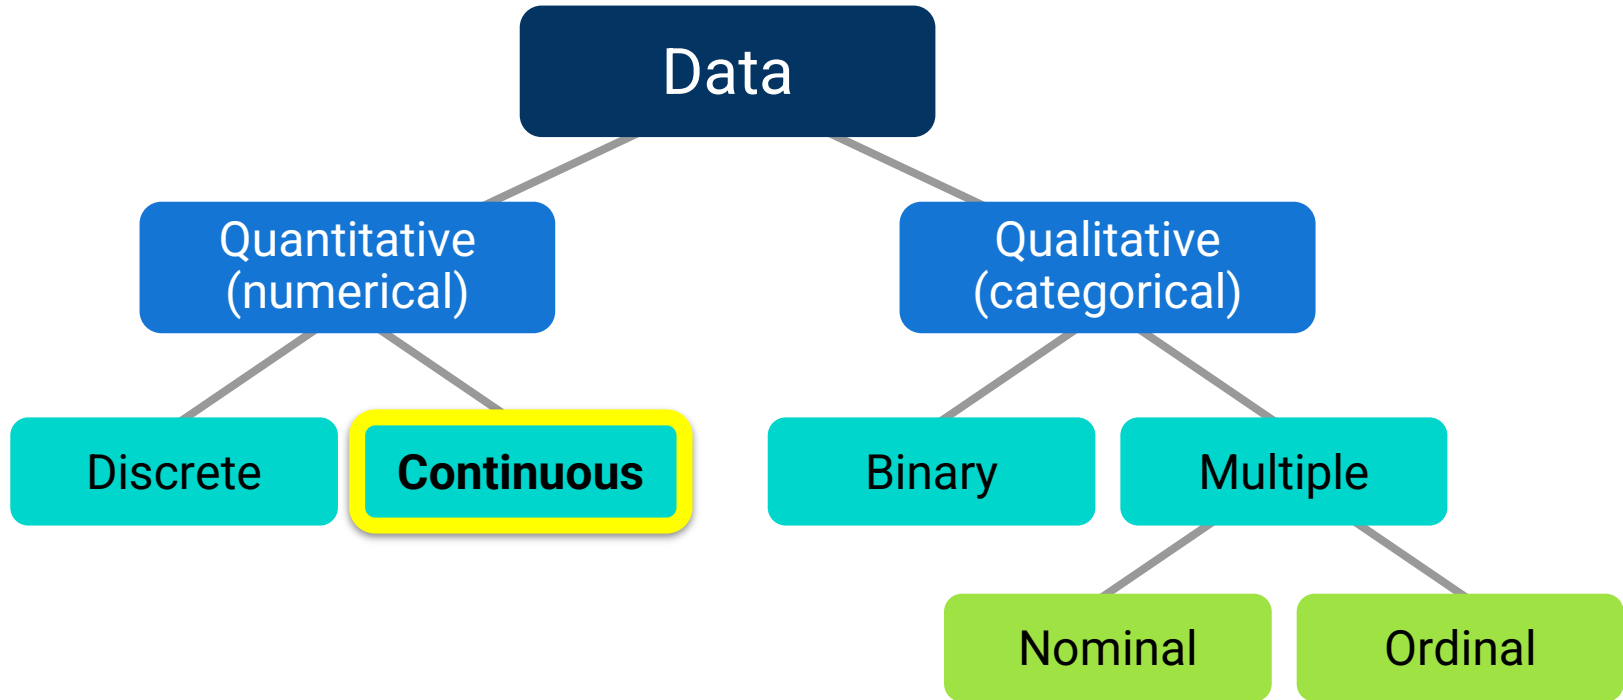 Data
Quantitative
(numerical)
Qualitative
(categorical)
Discrete
Continuous
Binary
Multiple
Nominal
Ordinal